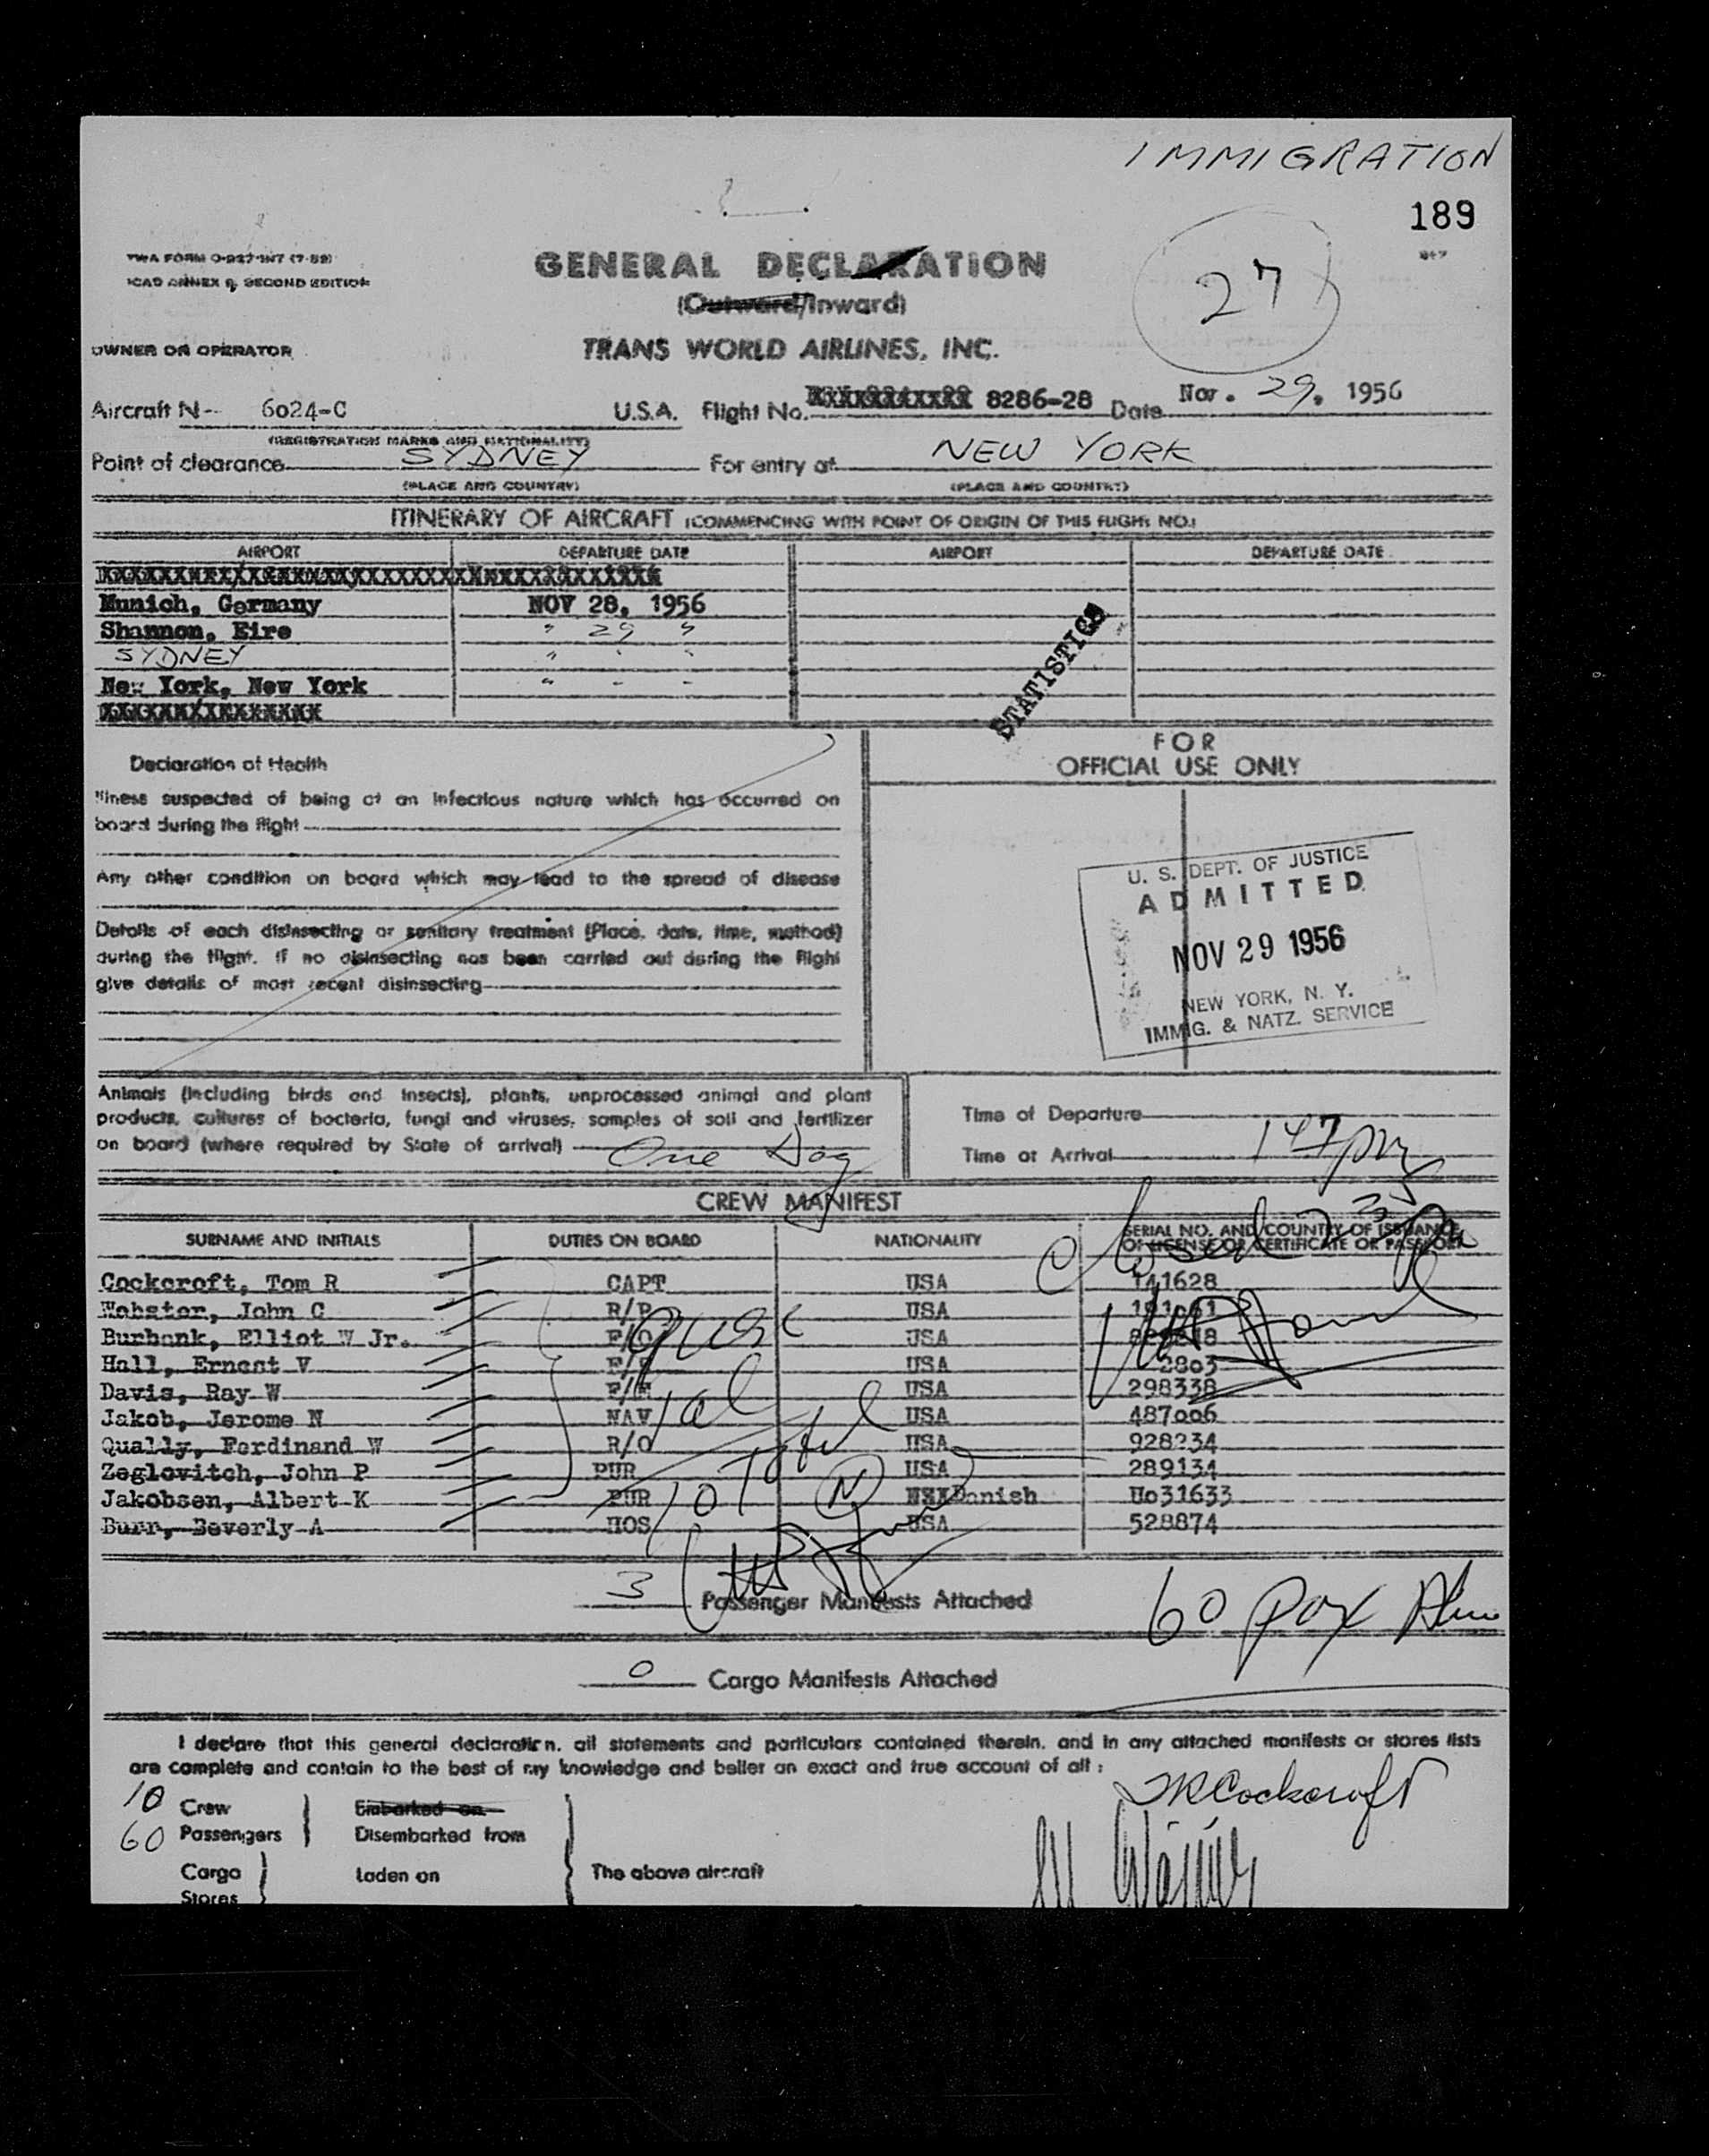 IMMIGRATION
189
TWA FORM O-927-INT (7-52)
ICAO ANNEX 9, SECOND EDITION
GENERAL DECLARATION
(Outward/Inward)
27
OWNER OR OPERATOR
TRANS WORLD AIRLINES, INC.
Aircraft N-- 6024-C U.S.A. Flight No. 8286-28 Date Nov. 29, 1956
(REGISTRATION MARKS AND NATIONALITY)
Point of clearance SYDNEY For entry at NEW YORK
(PLACE AND COUNTRY) (PLACE AND COUNTRY)
ITINERARY OF AIRCRAFT (COMMENCING WITH POINT OF ORIGIN OF THIS FLIGHT NO.)
AIRPORT DEPARTURE DATE AIRPORT DEPARTURE DATE
Munich, Germany NOV 28, 1956
Shannon, Eire " 29 "
SYDNEY " " "
New York, New York " " "
STATISTICS
FOR
OFFICIAL USE ONLY
Declaration of Health
Illness suspected of being of an infectious nature which has occurred on
board during the flight
Any other condition on board which may lead to the spread of disease
Details of each disinsecting or sanitary treatment (Place, date, time, method)
during the flight. If no disinsecting has been carried out during the flight
give details of most recent disinsecting
U. S. DEPT. OF JUSTICE
ADMITTED
NOV 29 1956
NEW YORK, N. Y.
IMMIG. & NATZ. SERVICE
Animals (including birds and insects), plants, unprocessed animal and plant
products, cultures of bacteria, fungi and viruses, samples of soil and fertilizer
on board (where required by State of arrival) One Dog
Time of Departure
Time of Arrival 147 pm
CREW MANIFEST
SURNAME AND INITIALS DUTIES ON BOARD NATIONALITY SERIAL NO. AND COUNTRY OF ISSUANCE
OF LICENSE OR CERTIFICATE OR PASSPORT
Closed
Cockcroft, Tom R CAPT USA 141628
Webster, John C USA
Burbank, Elliot W Jr. F/O USA
Hall, Ernest V USA 2803
Davis, Ray W F/E USA 298338
Jakob, Jerome N NAV USA 487006
Qually, Ferdinand W R/O USA 928234
Zeglovitch, John P PUR USA 289134
Jakobsen, Albert K PUR Danish Uo31633
Burr, Beverly A HOS USA 528874
10 Total
3 Passenger Manifests Attached
60 pax
0 Cargo Manifests Attached
I declare that this general declaration, all statements and particulars contained therein, and in any attached manifests or stores lists
are complete and contain to the best of my knowledge and belief an exact and true account of all :
TRCockcroft
10 Crew Embarked on
60 Passengers Disembarked from
Cargo Laden on The above aircraft
Stores